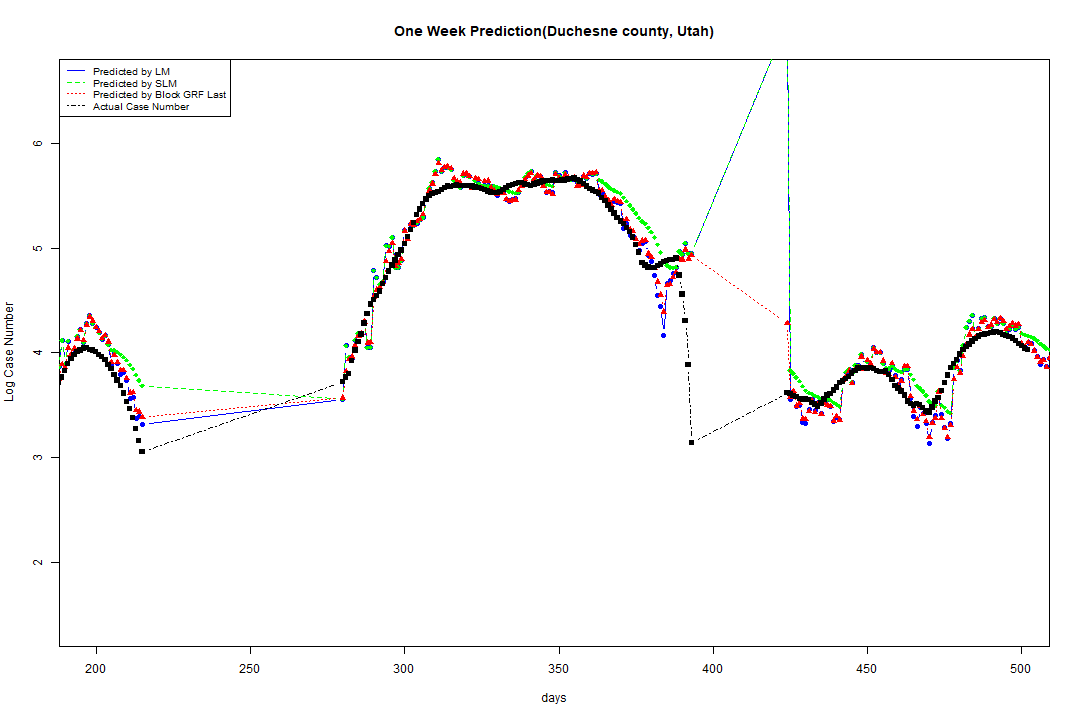 One Week Prediction(Duchesne county, Utah)
Predicted by LM
Predicted by SLM
Predicted by Block GRF Last
Actual Case Number
Log Case Number
6
5
4
3
2
200 250 300 350 400 450 500
days